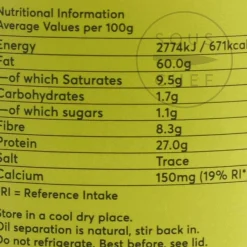 Nutritional Information
Average Values per 100g
Energy 2774kJ / 671kcal
Fat 60.0g
—of which Saturates 9.5g
Carbohydrates 1.7g
—of which sugars 1.1g
Fibre 8.3g
Protein 27.0g
Salt Trace
Calcium 150mg (19% RI*
RI = Reference Intake
Store in a cool dry place.
Oil separation is natural, stir back in.
Do not refrigerate. Best before, see lid.
SOUS